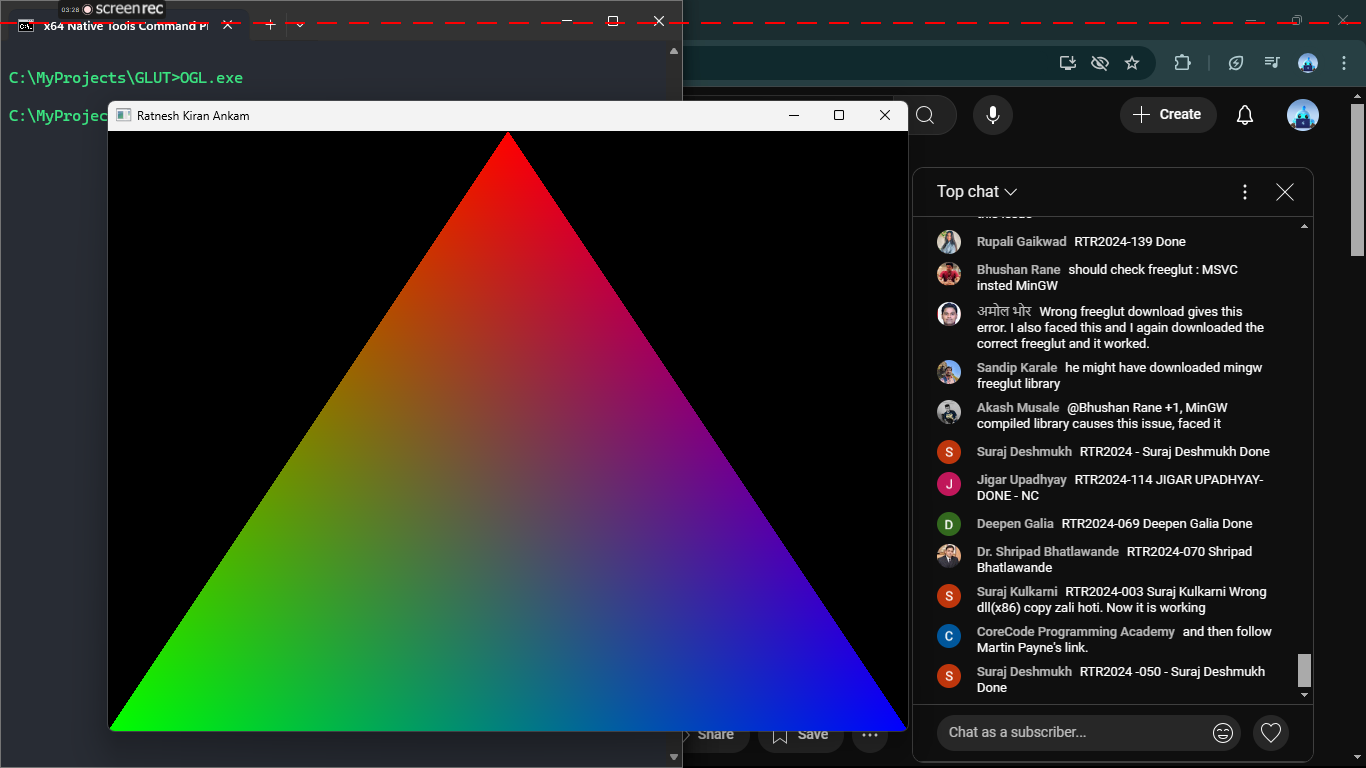 03:28 screenrec
x64 Native Tools Command P
C:\MyProjects\GLUT>OGL.exe
C:\MyProjec
Ratnesh Kiran Ankam
Create
Top chat
this issue
Rupali Gaikwad RTR2024-139 Done
Bhushan Rane should check freeglut : MSVC
insted MinGW
अमोल भोर Wrong freeglut download gives this
error. I also faced this and I again downloaded the
correct freeglut and it worked.
Sandip Karale he might have downloaded mingw
freeglut library
Akash Musale @Bhushan Rane +1, MinGW
compiled library causes this issue, faced it
S Suraj Deshmukh RTR2024 - Suraj Deshmukh Done
J Jigar Upadhyay RTR2024-114 JIGAR UPADHYAY-
DONE - NC
D Deepen Galia RTR2024-069 Deepen Galia Done
Dr. Shripad Bhatlawande RTR2024-070 Shripad
Bhatlawande
S Suraj Kulkarni RTR2024-003 Suraj Kulkarni Wrong
dll(x86) copy zali hoti. Now it is working
C CoreCode Programming Academy and then follow
Martin Payne's link.
S Suraj Deshmukh RTR2024 -050 - Suraj Deshmukh
Done
Share
Save
Chat as a subscriber...